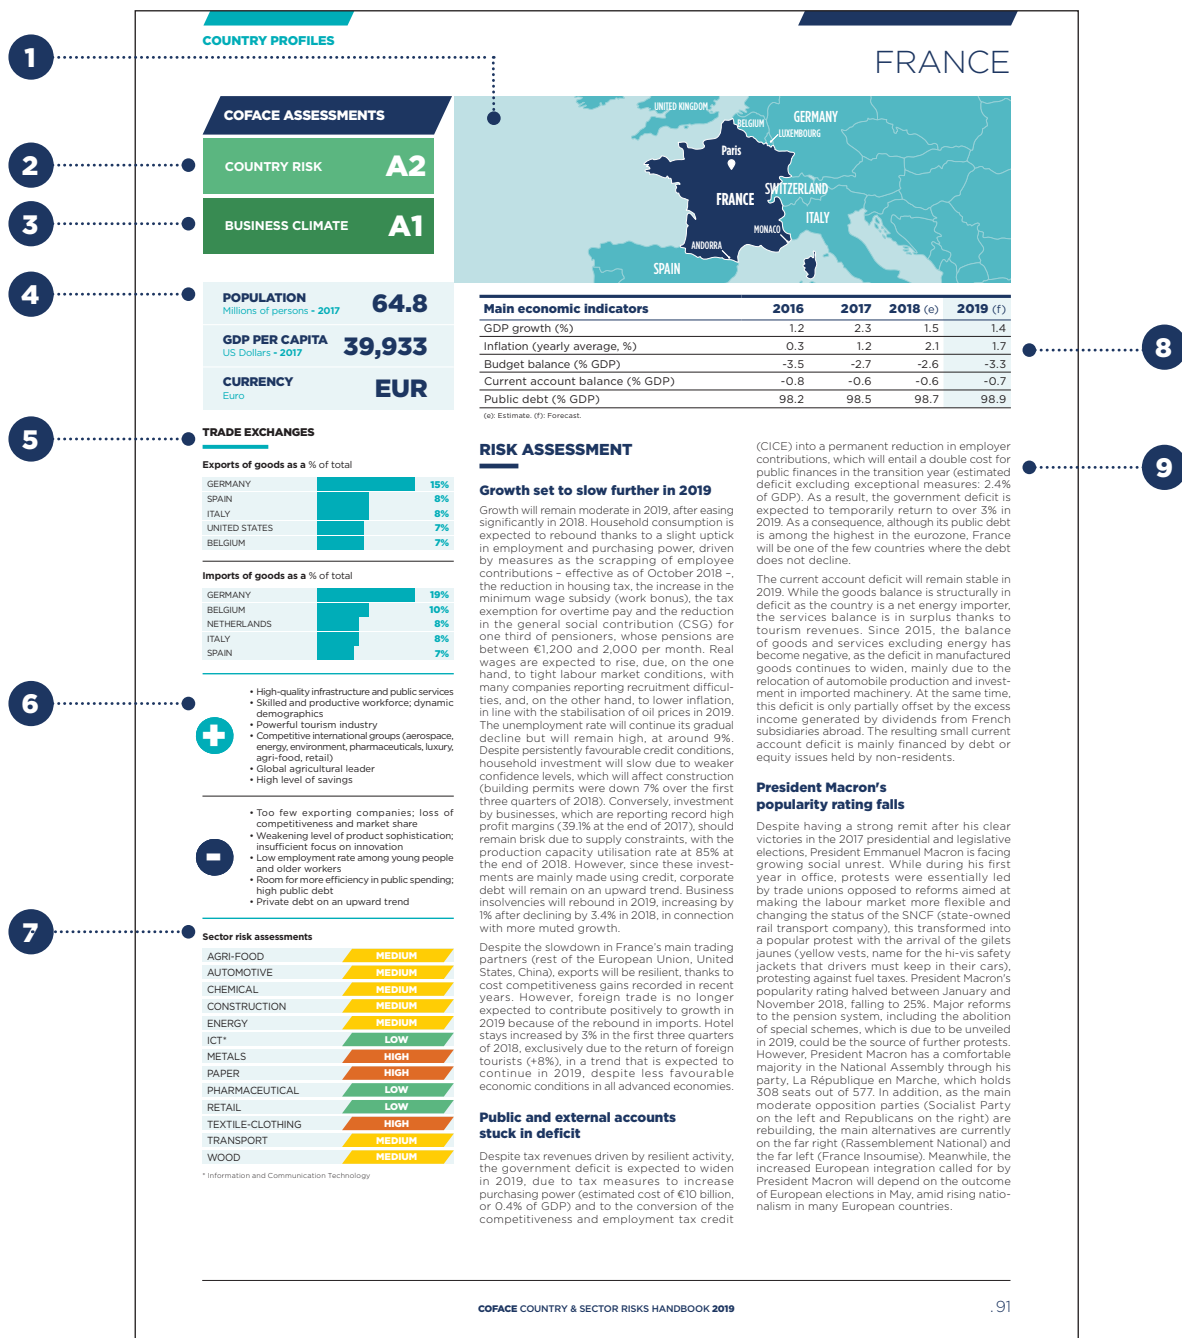 COUNTRY PROFILES
FRANCE
1
COFACE ASSESSMENTS
2
COUNTRY RISK A2
3
BUSINESS CLIMATE A1
UNITED KINGDOM
BELGIUM
GERMANY
LUXEMBOURG
Paris
FRANCE
SWITZERLAND
ITALY
MONACO
ANDORRA
SPAIN
4
POPULATION 64.8
Millions of persons - 2017
GDP PER CAPITA 39,933
US Dollars - 2017
CURRENCY EUR
Euro
Main economic indicators 2016 2017 2018 (e) 2019 (f)
GDP growth (%) 1.2 2.3 1.5 1.4
Inflation (yearly average, %) 0.3 1.2 2.1 1.7
Budget balance (% GDP) -3.5 -2.7 -2.6 -3.3
Current account balance (% GDP) -0.8 -0.6 -0.6 -0.7
Public debt (% GDP) 98.2 98.5 98.7 98.9
(e): Estimate. (f): Forecast.
8
5
TRADE EXCHANGES
Exports of goods as a % of total
GERMANY 15%
SPAIN 8%
ITALY 8%
UNITED STATES 7%
BELGIUM 7%
Imports of goods as a % of total
GERMANY 19%
BELGIUM 10%
NETHERLANDS 8%
ITALY 8%
SPAIN 7%
6
+
• High-quality infrastructure and public services
• Skilled and productive workforce; dynamic
demographics
• Powerful tourism industry
• Competitive international groups (aerospace,
energy, environment, pharmaceuticals, luxury,
agri-food, retail)
• Global agricultural leader
• High level of savings
-
• Too few exporting companies; loss of
competitiveness and market share
• Weakening level of product sophistication;
insufficient focus on innovation
• Low employment rate among young people
and older workers
• Room for more efficiency in public spending;
high public debt
• Private debt on an upward trend
7
Sector risk assessments
AGRI-FOOD MEDIUM
AUTOMOTIVE MEDIUM
CHEMICAL MEDIUM
CONSTRUCTION MEDIUM
ENERGY MEDIUM
ICT* LOW
METALS HIGH
PAPER HIGH
PHARMACEUTICAL LOW
RETAIL LOW
TEXTILE-CLOTHING HIGH
TRANSPORT MEDIUM
WOOD MEDIUM
* Information and Communication Technology
RISK ASSESSMENT
Growth set to slow further in 2019
Growth will remain moderate in 2019, after easing
significantly in 2018. Household consumption is
expected to rebound thanks to a slight uptick
in employment and purchasing power, driven
by measures as the scrapping of employee
contributions – effective as of October 2018 –,
the reduction in housing tax, the increase in the
minimum wage subsidy (work bonus), the tax
exemption for overtime pay and the reduction
in the general social contribution (CSG) for
one third of pensioners, whose pensions are
between €1,200 and 2,000 per month. Real
wages are expected to rise, due, on the one
hand, to tight labour market conditions, with
many companies reporting recruitment difficul-
ties, and, on the other hand, to lower inflation,
in line with the stabilisation of oil prices in 2019.
The unemployment rate will continue its gradual
decline but will remain high, at around 9%.
Despite persistently favourable credit conditions,
household investment will slow due to weaker
confidence levels, which will affect construction
(building permits were down 7% over the first
three quarters of 2018). Conversely, investment
by businesses, which are reporting record high
profit margins (39.1% at the end of 2017), should
remain brisk due to supply constraints, with the
production capacity utilisation rate at 85% at
the end of 2018. However, since these invest-
ments are mainly made using credit, corporate
debt will remain on an upward trend. Business
insolvencies will rebound in 2019, increasing by
1% after declining by 3.4% in 2018, in connection
with more muted growth.
Despite the slowdown in France's main trading
partners (rest of the European Union, United
States, China), exports will be resilient, thanks to
cost competitiveness gains recorded in recent
years. However, foreign trade is no longer
expected to contribute positively to growth in
2019 because of the rebound in imports. Hotel
stays increased by 3% in the first three quarters
of 2018, exclusively due to the return of foreign
tourists (+8%), in a trend that is expected to
continue in 2019, despite less favourable
economic conditions in all advanced economies.
Public and external accounts
stuck in deficit
Despite tax revenues driven by resilient activity,
the government deficit is expected to widen
in 2019, due to tax measures to increase
purchasing power (estimated cost of €10 billion,
or 0.4% of GDP) and to the conversion of the
competitiveness and employment tax credit
9
(CICE) into a permanent reduction in employer
contributions, which will entail a double cost for
public finances in the transition year (estimated
deficit excluding exceptional measures: 2.4%
of GDP). As a result, the government deficit is
expected to temporarily return to over 3% in
2019. As a consequence, although its public debt
is among the highest in the eurozone, France
will be one of the few countries where the debt
does not decline.
The current account deficit will remain stable in
2019. While the goods balance is structurally in
deficit as the country is a net energy importer,
the services balance is in surplus thanks to
tourism revenues. Since 2015, the balance
of goods and services excluding energy has
become negative, as the deficit in manufactured
goods continues to widen, mainly due to the
relocation of automobile production and invest-
ment in imported machinery. At the same time,
this deficit is only partially offset by the excess
income generated by dividends from French
subsidiaries abroad. The resulting small current
account deficit is mainly financed by debt or
equity issues held by non-residents.
President Macron's
popularity rating falls
Despite having a strong remit after his clear
victories in the 2017 presidential and legislative
elections, President Emmanuel Macron is facing
growing social unrest. While during his first
year in office, protests were essentially led
by trade unions opposed to reforms aimed at
making the labour market more flexible and
changing the status of the SNCF (state-owned
rail transport company), this transformed into
a popular protest with the arrival of the gilets
jaunes (yellow vests, name for the hi-vis safety
jackets that drivers must keep in their cars),
protesting against fuel taxes. President Macron's
popularity rating halved between January and
November 2018, falling to 25%. Major reforms
to the pension system, including the abolition
of special schemes, which is due to be unveiled
in 2019, could be the source of further protests.
However, President Macron has a comfortable
majority in the National Assembly through his
party, La République en Marche, which holds
308 seats out of 577. In addition, as the main
moderate opposition parties (Socialist Party
on the left and Republicans on the right) are
rebuilding, the main alternatives are currently
on the far right (Rassemblement National) and
the far left (France Insoumise). Meanwhile, the
increased European integration called for by
President Macron will depend on the outcome
of European elections in May, amid rising natio-
nalism in many European countries.
COFACE COUNTRY & SECTOR RISKS HANDBOOK 2019
. 91